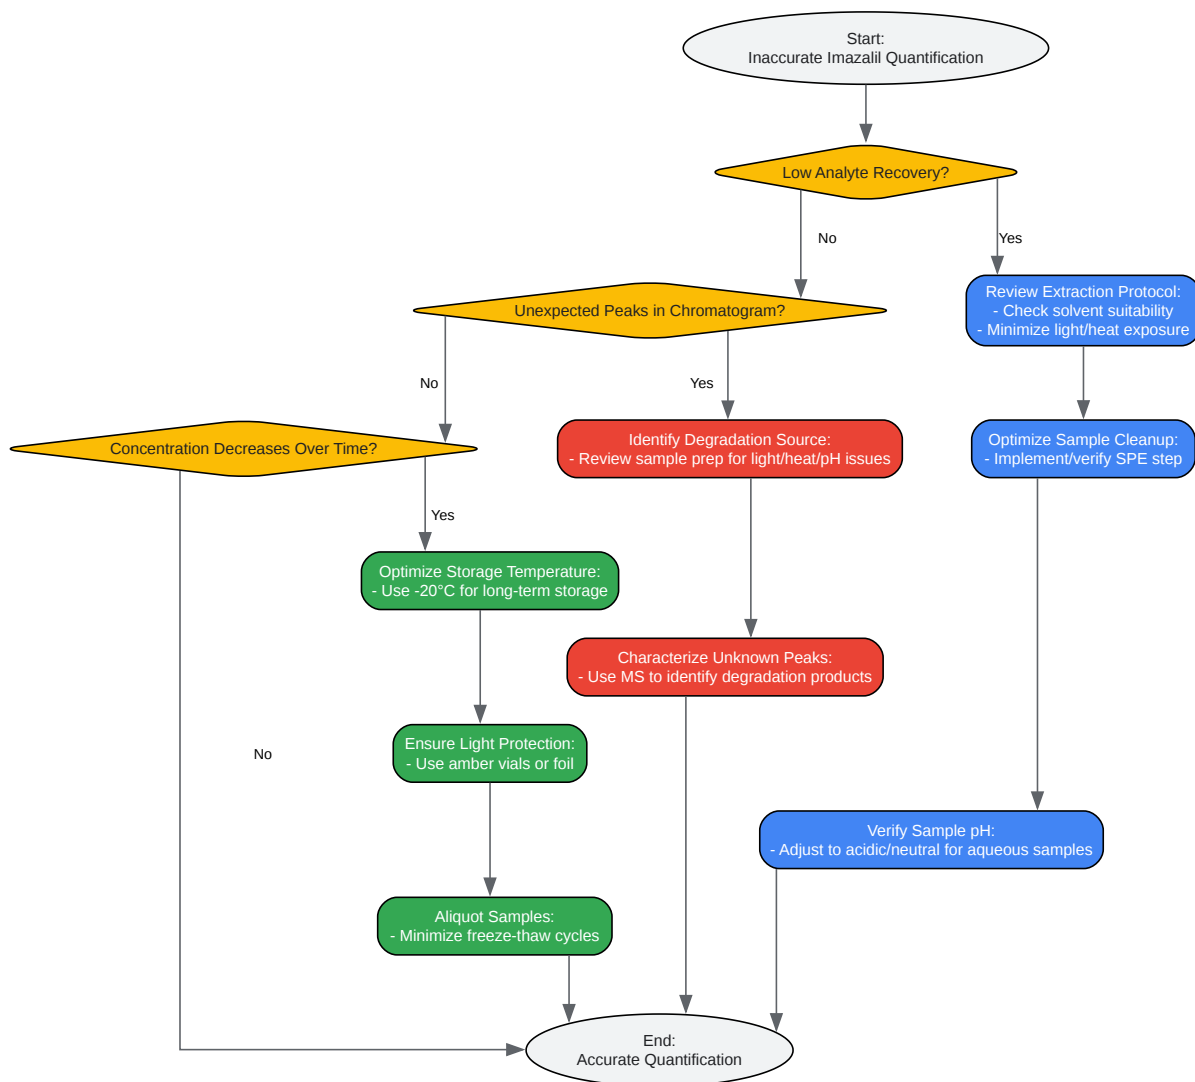 Start:
Inaccurate Imazalil Quantification
Low Analyte Recovery?
No
Yes
Unexpected Peaks in Chromatogram?
Review Extraction Protocol:
- Check solvent suitability
- Minimize light/heat exposure
No
Yes
Concentration Decreases Over Time?
Identify Degradation Source:
- Review sample prep for light/heat/pH issues
Optimize Sample Cleanup:
- Implement/verify SPE step
Yes
Optimize Storage Temperature:
- Use -20°C for long-term storage
Characterize Unknown Peaks:
- Use MS to identify degradation products
No
Ensure Light Protection:
- Use amber vials or foil
Verify Sample pH:
- Adjust to acidic/neutral for aqueous samples
Aliquot Samples:
- Minimize freeze-thaw cycles
End:
Accurate Quantification